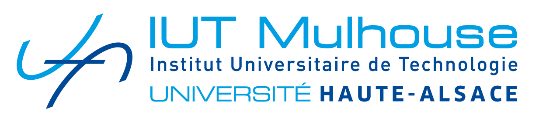 IUT Mulhouse
Institut Universitaire de Technologie
UNIVERSITÉ HAUTE-ALSACE